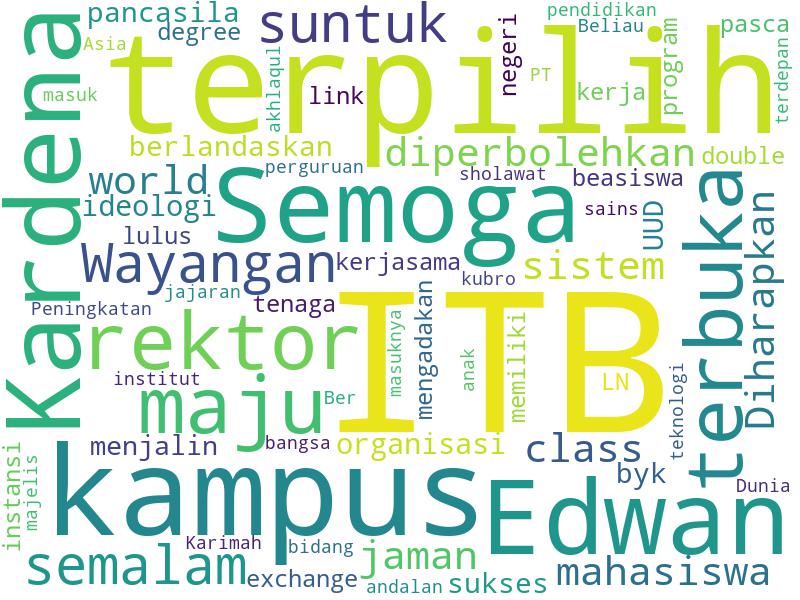 pancasila
suntuk
pendidikan
Beliau
pasca
Asia
degree
negeri
program
terpilih
akhlaqul
PT
masuk
link
kerja
terdepan
Kardena
berlandaskan
diperbolehkan
double
perguruan
world
sholawat
beasiswa
ideologi
Semoga
sains
UUD
terbuka
Diharapkan
lulus
Wayangan
kerjasama
sistem
kubro
jajaran
tenaga
Peningkatan
mengadakan
ITB
rektor
masuknya
anak
memiliki
institut
LN
teknologi
maju
Ber
menjalin
bangsa
organisasi
class
instansi
majelis
kampus
byk
Edwan
Dunia
Karimah
bidang
semalam
jaman
mahasiswa
exchange
andalan
sukses